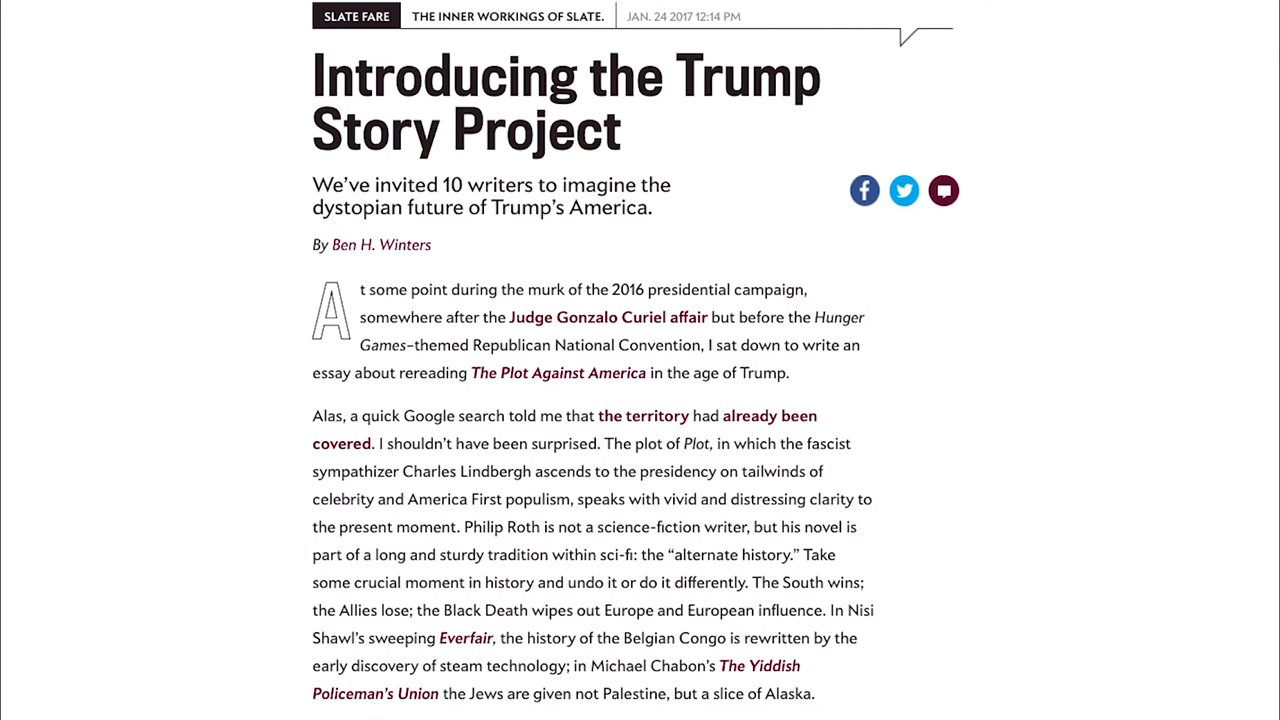 SLATE FARE THE INNER WORKINGS OF SLATE. JAN. 24 2017 12:14 PM
Introducing the Trump
Story Project
We’ve invited 10 writers to imagine the
dystopian future of Trump’s America.
By Ben H. Winters
At some point during the murk of the 2016 presidential campaign,
somewhere after the Judge Gonzalo Curiel affair but before the Hunger
Games–themed Republican National Convention, I sat down to write an
essay about rereading The Plot Against America in the age of Trump.
Alas, a quick Google search told me that the territory had already been
covered. I shouldn’t have been surprised. The plot of Plot, in which the fascist
sympathizer Charles Lindbergh ascends to the presidency on tailwinds of
celebrity and America First populism, speaks with vivid and distressing clarity to
the present moment. Philip Roth is not a science-fiction writer, but his novel is
part of a long and sturdy tradition within sci-fi: the “alternate history.” Take
some crucial moment in history and undo it or do it differently. The South wins;
the Allies lose; the Black Death wipes out Europe and European influence. In Nisi
Shawl’s sweeping Everfair, the history of the Belgian Congo is rewritten by the
early discovery of steam technology; in Michael Chabon’s The Yiddish
Policeman’s Union the Jews are given not Palestine, but a slice of Alaska.